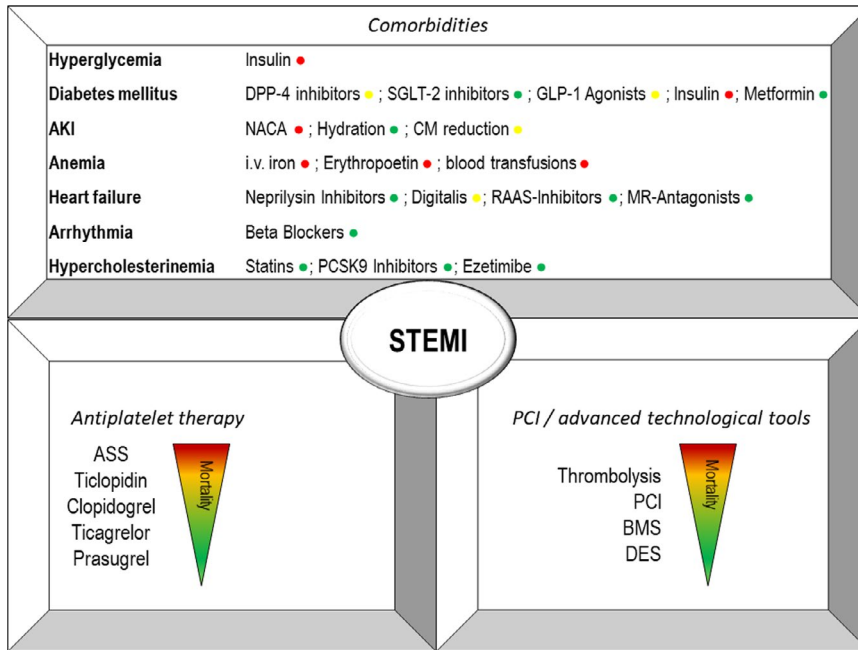 Comorbidities
Hyperglycemia Insulin
Diabetes mellitus DPP-4 inhibitors ; SGLT-2 inhibitors ; GLP-1 Agonists ; Insulin ; Metformin
AKI NACA ; Hydration ; CM reduction
Anemia i.v. iron ; Erythropoetin ; blood transfusions
Heart failure Neprilysin Inhibitors ; Digitalis ; RAAS-Inhibitors ; MR-Antagonists
Arrhythmia Beta Blockers
Hypercholesterinemia Statins ; PCSK9 Inhibitors ; Ezetimibe
STEMI
Antiplatelet therapy
ASS
Ticlopidin
Clopidogrel
Ticagrelor
Prasugrel
Mortality
PCI / advanced technological tools
Thrombolysis
PCI
BMS
DES
Mortality